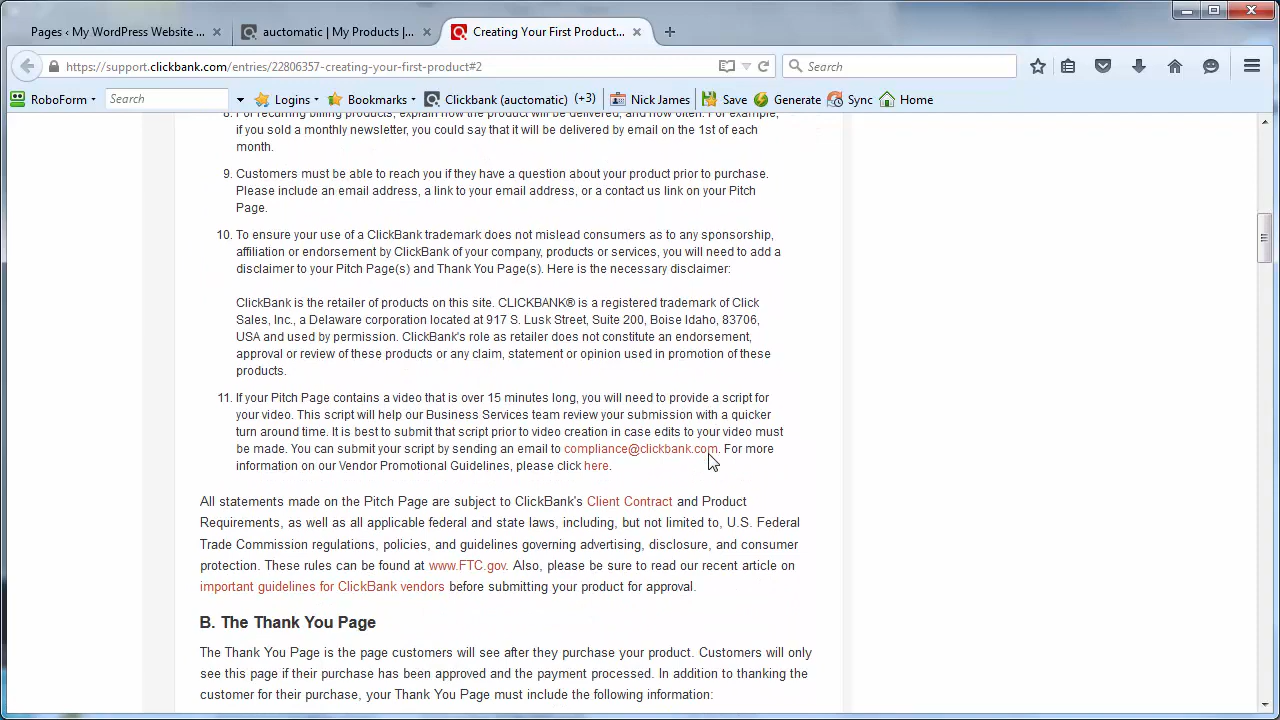 Pages ‹ My WordPress Website ...
auctomatic | My Products |...
Creating Your First Product...
https://support.clickbank.com/entries/22806357-creating-your-first-product#2
Search
RoboForm
Search
Logins
Bookmarks
Clickbank (auctomatic)
(+3)
Nick James
Save
Generate
Sync
Home
8. For recurring billing products, explain how the product will be delivered, and how often. For example,
if you sold a monthly newsletter, you could say that it will be delivered by email on the 1st of each
month.
9. Customers must be able to reach you if they have a question about your product prior to purchase.
Please include an email address, a link to your email address, or a contact us link on your Pitch
Page.
10. To ensure your use of a ClickBank trademark does not mislead consumers as to any sponsorship,
affiliation or endorsement by ClickBank of your company, products or services, you will need to add a
disclaimer to your Pitch Page(s) and Thank You Page(s). Here is the necessary disclaimer:
ClickBank is the retailer of products on this site. CLICKBANK® is a registered trademark of Click
Sales, Inc., a Delaware corporation located at 917 S. Lusk Street, Suite 200, Boise Idaho, 83706,
USA and used by permission. ClickBank's role as retailer does not constitute an endorsement,
approval or review of these products or any claim, statement or opinion used in promotion of these
products.
11. If your Pitch Page contains a video that is over 15 minutes long, you will need to provide a script for
your video. This script will help our Business Services team review your submission with a quicker
turn around time. It is best to submit that script prior to video creation in case edits to your video must
be made. You can submit your script by sending an email to compliance@clickbank.com. For more
information on our Vendor Promotional Guidelines, please click here.
All statements made on the Pitch Page are subject to ClickBank's Client Contract and Product
Requirements, as well as all applicable federal and state laws, including, but not limited to, U.S. Federal
Trade Commission regulations, policies, and guidelines governing advertising, disclosure, and consumer
protection. These rules can be found at www.FTC.gov. Also, please be sure to read our recent article on
important guidelines for ClickBank vendors before submitting your product for approval.
B. The Thank You Page
The Thank You Page is the page customers will see after they purchase your product. Customers will only
see this page if their purchase has been approved and the payment processed. In addition to thanking the
customer for their purchase, your Thank You Page must include the following information: